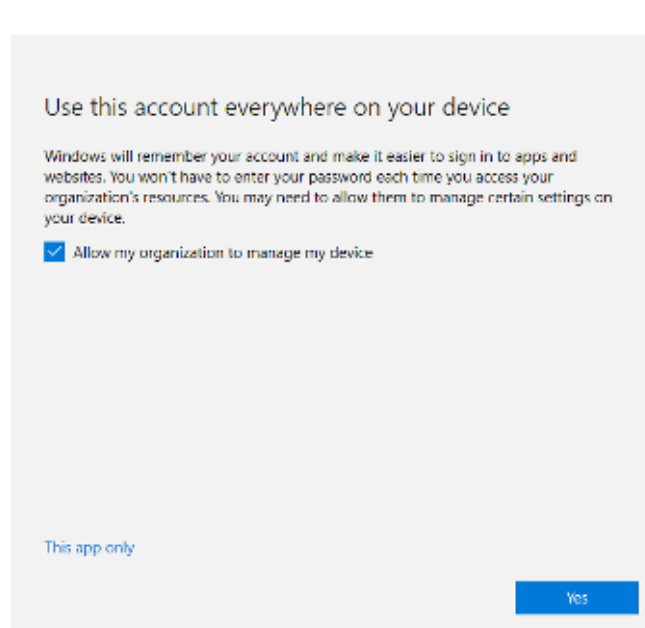 Use this account everywhere on your device
Windows will remember your account and make it easier to sign in to apps and
websites. You won't have to enter your password each time you access your
organization's resources. You may need to allow them to manage certain settings on
your device.
Allow my organization to manage my device
This app only
Yes